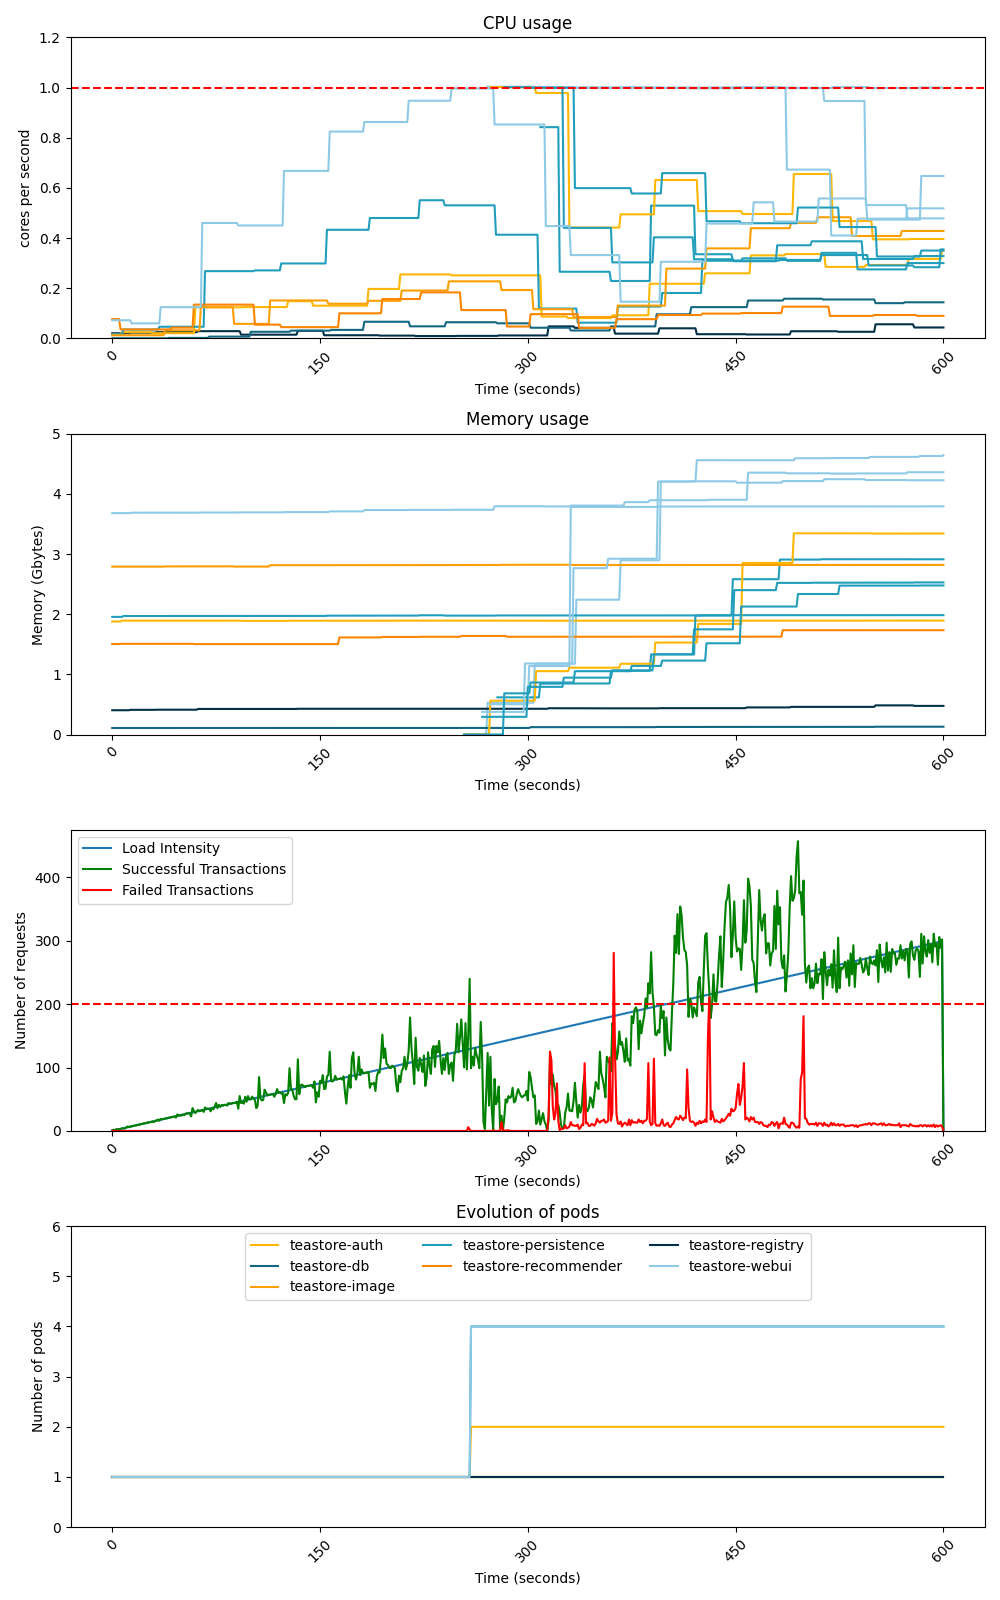 CPU usage
1.2
1.0
0.8
0.6
0.4
0.2
0.0
cores per second
0
150
300
450
600
Time (seconds)
Memory usage
5
4
3
2
1
0
Memory (Gbytes)
0
150
300
450
600
Time (seconds)
Load Intensity
Successful Transactions
Failed Transactions
400
300
200
100
0
Number of requests
0
150
300
450
600
Time (seconds)
Evolution of pods
teastore-auth
teastore-db
teastore-image
teastore-persistence
teastore-recommender
teastore-registry
teastore-webui
6
5
4
3
2
1
0
Number of pods
0
150
300
450
600
Time (seconds)